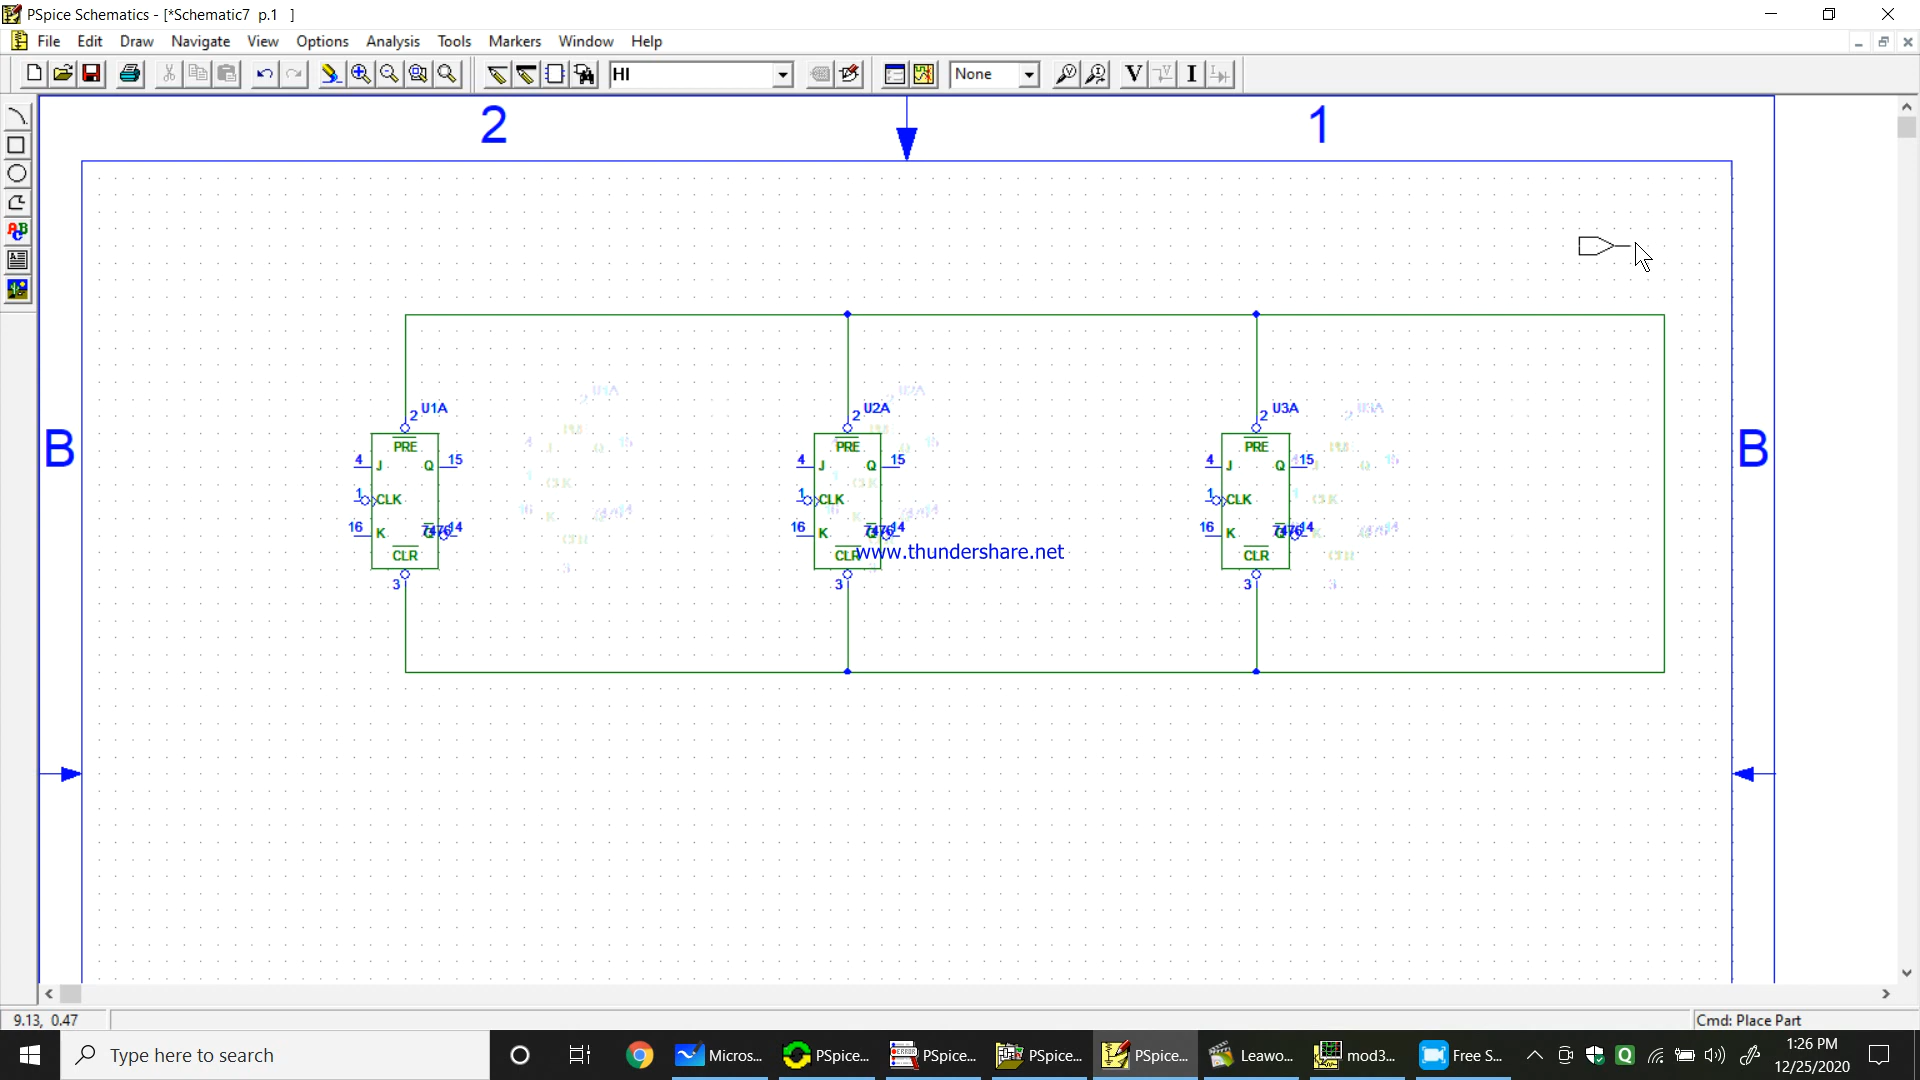 PSpice Schematics - [*Schematic7 p.1 ]
File Edit Draw Navigate View Options Analysis Tools Markers Window Help
HI None V I
ABC
2 1
B B
2 U1A 2 U2A 2 U3A
PRE PRE PRE
4 J Q 15 4 J Q 15 4 J Q 15
1 CLK 1 CLK 1 CLK
16 K Q 7476 14 16 K Q 7476 14 16 K Q 7476 14
CLR CLR CLR
www.thundershare.net
3 3 3
9.13, 0.47 Cmd: Place Part
Type here to search Micros... PSpice... PSpice... PSpice... PSpice... Leawo... mod3... Free S... 1:26 PM
12/25/2020